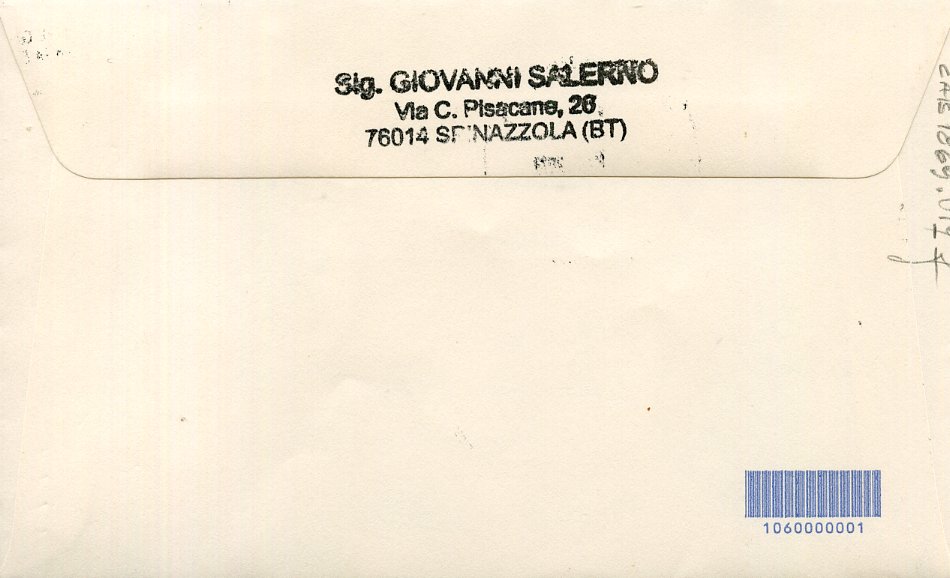 Sig. GIOVANNI SALERNO
Via C. Pisacane, 26
76014 SPINAZZOLA (BT)
1060000001